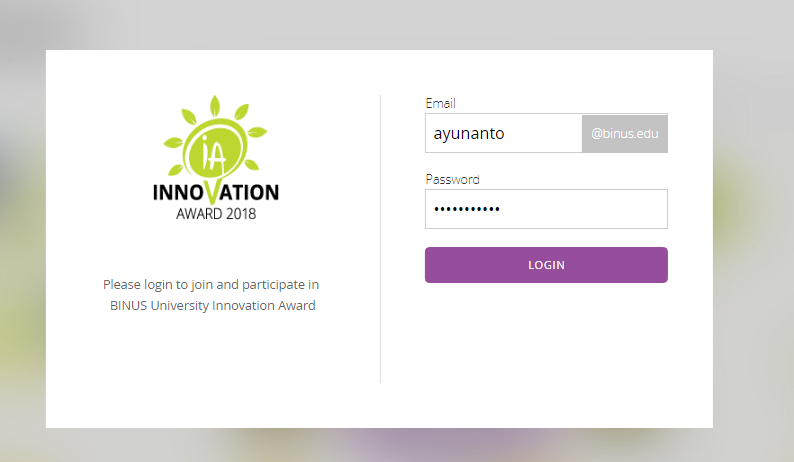 iA
INNOVATION
AWARD 2018
Please login to join and participate in
BINUS University Innovation Award
Email
ayunanto @binus.edu
Password
•••••••••••
LOGIN